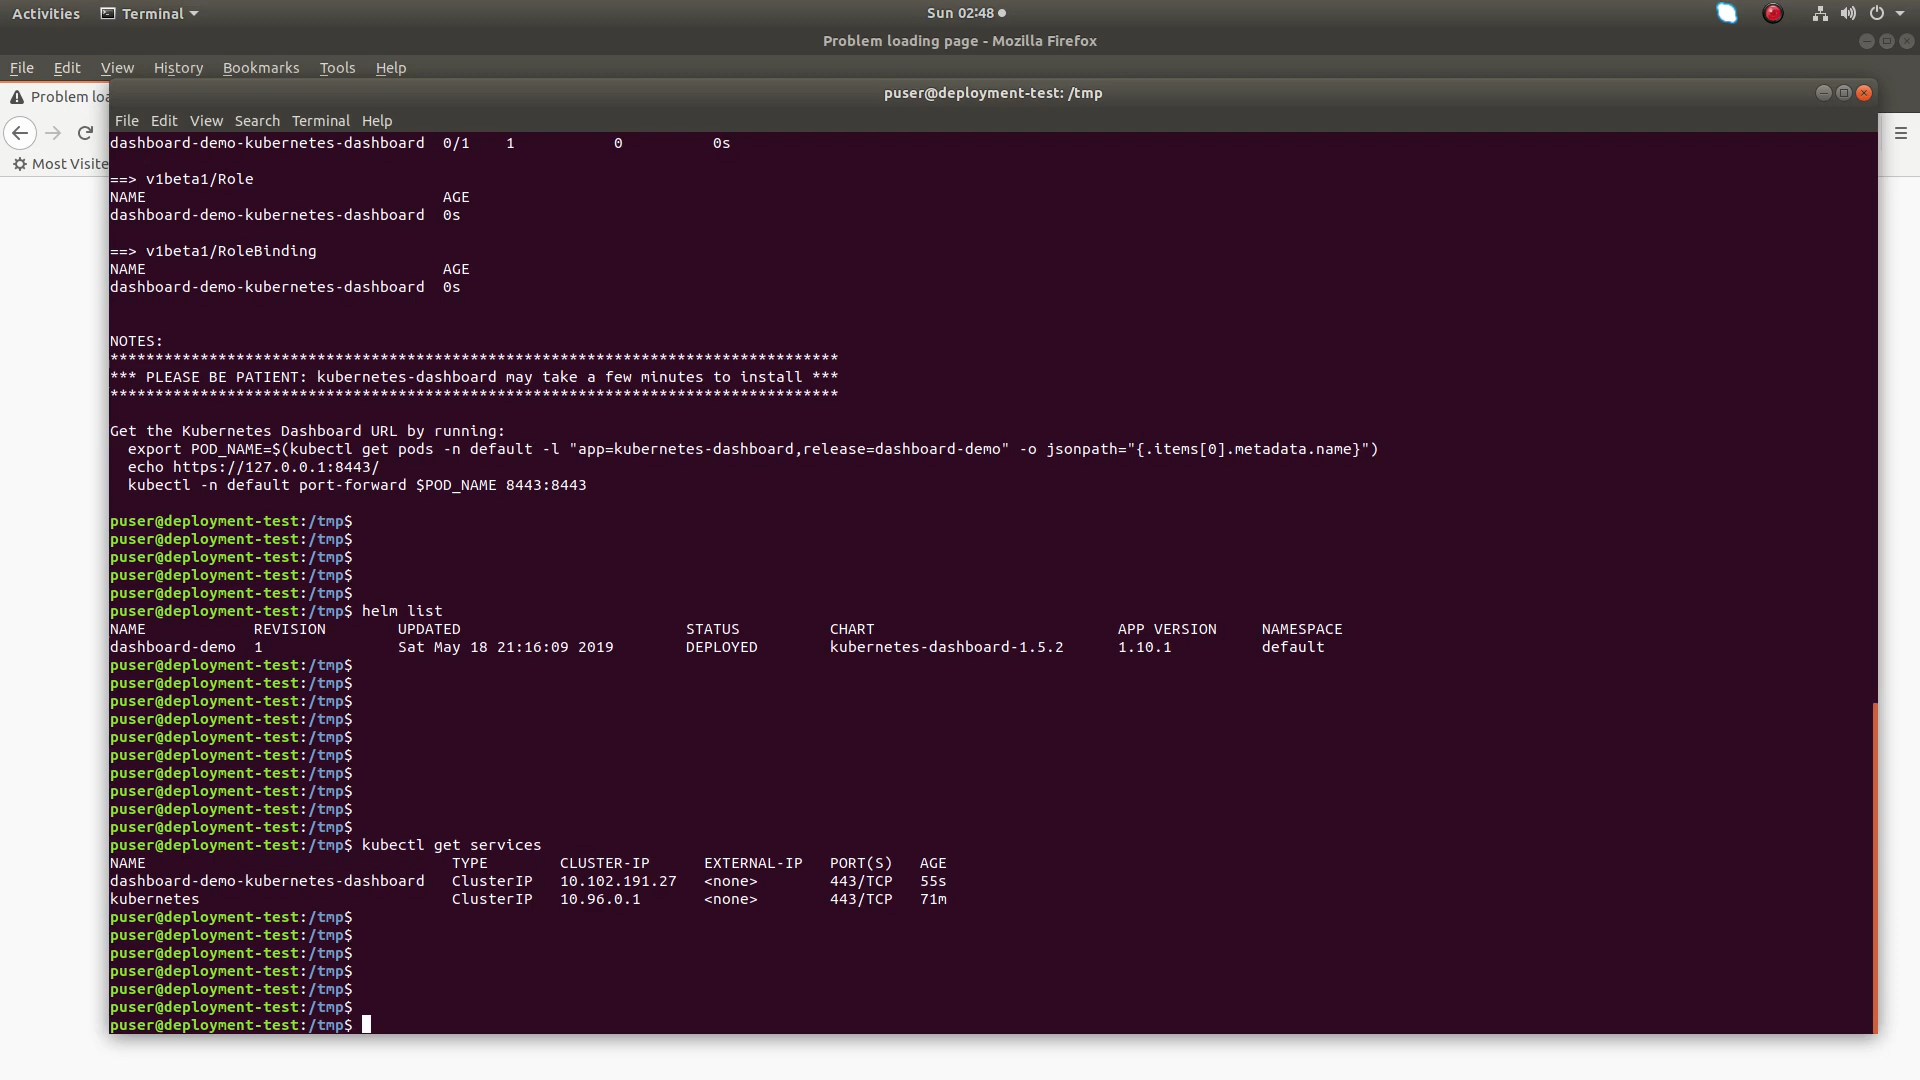 Activities Terminal Sun 02:48
Problem loading page - Mozilla Firefox
File Edit View History Bookmarks Tools Help
Problem loa
puser@deployment-test: /tmp
File Edit View Search Terminal Help
Most Visite
dashboard-demo-kubernetes-dashboard 0/1 1 0 0s
==> v1beta1/Role
NAME AGE
dashboard-demo-kubernetes-dashboard 0s
==> v1beta1/RoleBinding
NAME AGE
dashboard-demo-kubernetes-dashboard 0s
NOTES:
*********************************************************************************
*** PLEASE BE PATIENT: kubernetes-dashboard may take a few minutes to install ***
*********************************************************************************
Get the Kubernetes Dashboard URL by running:
export POD_NAME=$(kubectl get pods -n default -l "app=kubernetes-dashboard,release=dashboard-demo" -o jsonpath="{.items[0].metadata.name}")
echo https://127.0.0.1:8443/
kubectl -n default port-forward $POD_NAME 8443:8443
puser@deployment-test:/tmp$
puser@deployment-test:/tmp$
puser@deployment-test:/tmp$
puser@deployment-test:/tmp$
puser@deployment-test:/tmp$
puser@deployment-test:/tmp$ helm list
NAME REVISION UPDATED STATUS CHART APP VERSION NAMESPACE
dashboard-demo 1 Sat May 18 21:16:09 2019 DEPLOYED kubernetes-dashboard-1.5.2 1.10.1 default
puser@deployment-test:/tmp$
puser@deployment-test:/tmp$
puser@deployment-test:/tmp$
puser@deployment-test:/tmp$
puser@deployment-test:/tmp$
puser@deployment-test:/tmp$
puser@deployment-test:/tmp$
puser@deployment-test:/tmp$
puser@deployment-test:/tmp$
puser@deployment-test:/tmp$
puser@deployment-test:/tmp$ kubectl get services
NAME TYPE CLUSTER-IP EXTERNAL-IP PORT(S) AGE
dashboard-demo-kubernetes-dashboard ClusterIP 10.102.191.27 <none> 443/TCP 55s
kubernetes ClusterIP 10.96.0.1 <none> 443/TCP 71m
puser@deployment-test:/tmp$
puser@deployment-test:/tmp$
puser@deployment-test:/tmp$
puser@deployment-test:/tmp$
puser@deployment-test:/tmp$
puser@deployment-test:/tmp$
puser@deployment-test:/tmp$